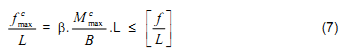 f^c_max / L = β. M^c_max / B .L ≤ [ f / L ] (7)